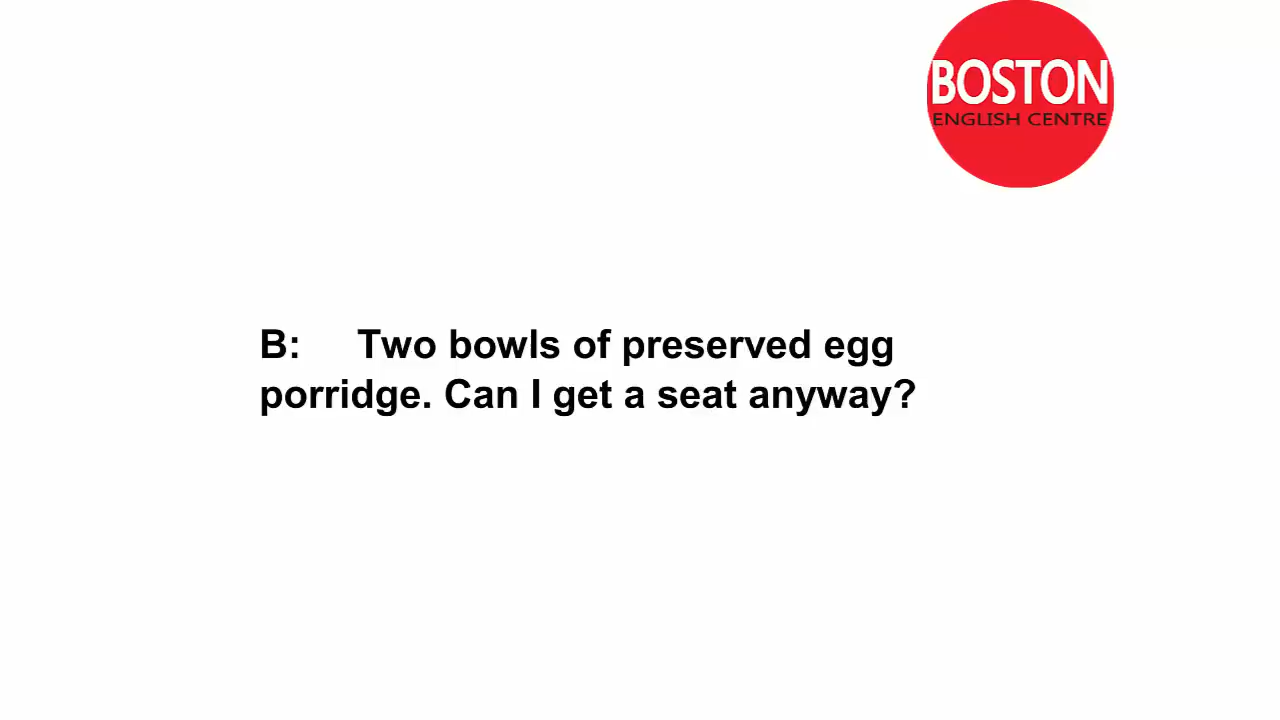 BOSTON
ENGLISH CENTRE
B: Two bowls of preserved egg
porridge. Can I get a seat anyway?